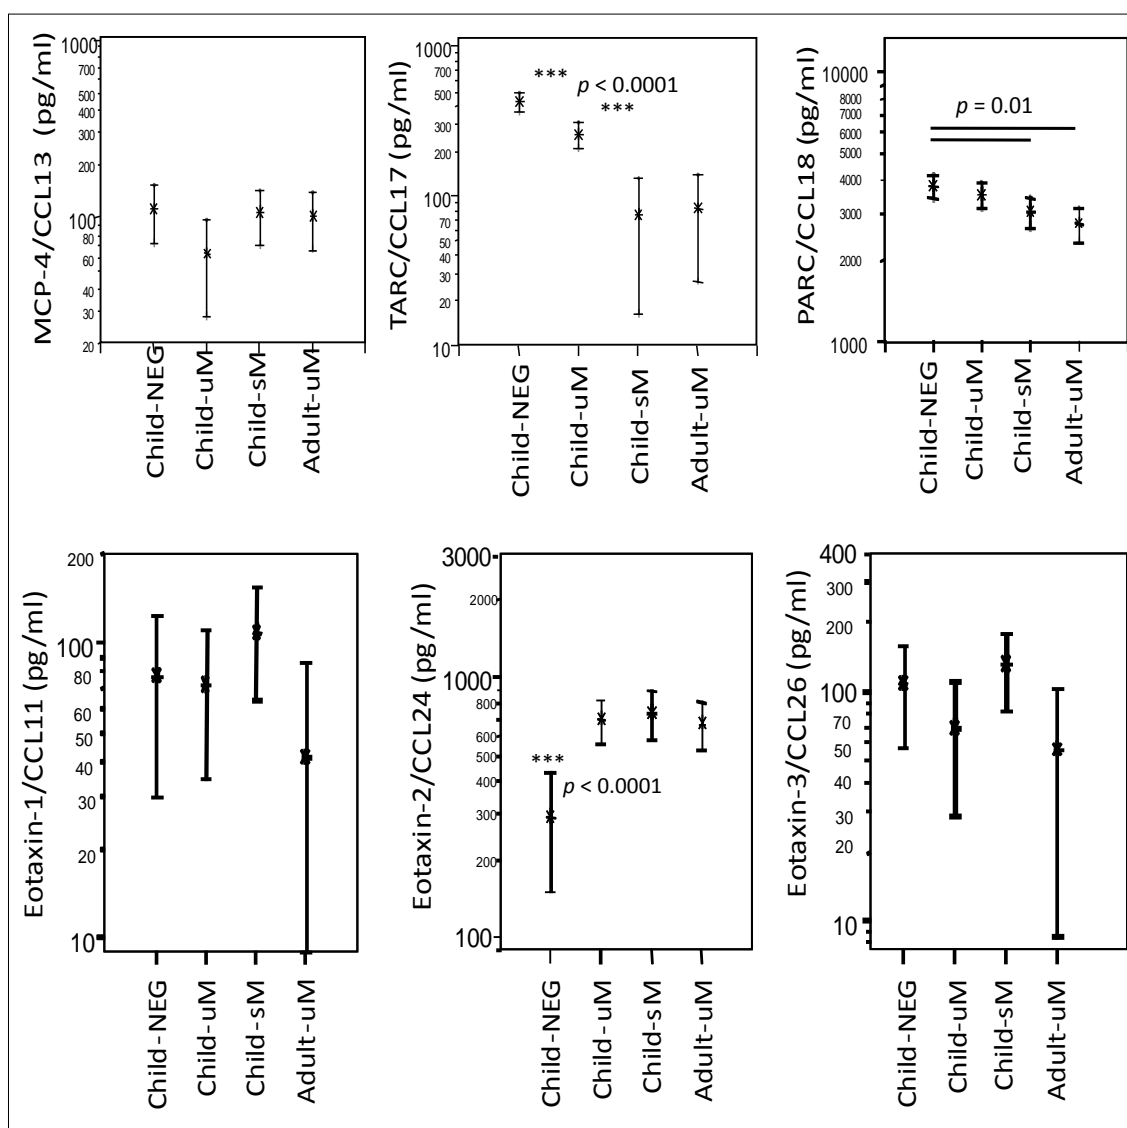 MCP-4/CCL13 (pg/ml)
1000
700
500
400
300
200
100
80
60
40
30
20
Child-NEG
Child-uM
Child-sM
Adult-uM
TARC/CCL17 (pg/ml)
1000
700
500
300
200
100
70
50
40
30
20
10
***
p < 0.0001
***
Child-NEG
Child-uM
Child-sM
Adult-uM
PARC/CCL18 (pg/ml)
10000
8000
7000
6000
5000
4000
3000
2000
1000
p = 0.01
Child-NEG
Child-uM
Child-sM
Adult-uM
Eotaxin-1/CCL11 (pg/ml)
200
100
80
60
50
40
30
20
10
Child-NEG
Child-uM
Child-sM
Adult-uM
Eotaxin-2/CCL24 (pg/ml)
3000
2000
1000
800
600
500
400
300
200
100
***
p < 0.0001
Child-NEG
Child-uM
Child-sM
Adult-uM
Eotaxin-3/CCL26 (pg/ml)
400
300
200
100
70
50
40
30
20
10
Child-NEG
Child-uM
Child-sM
Adult-uM